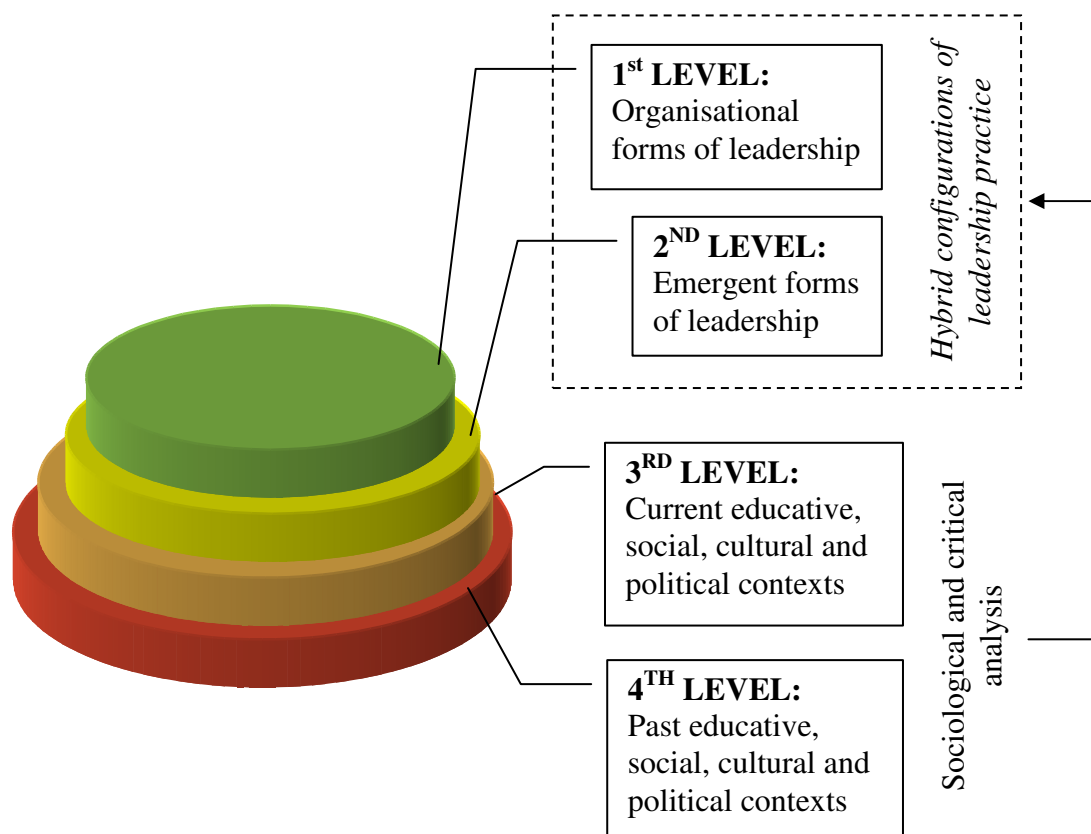 1st LEVEL:
Organisational
forms of leadership
2ND LEVEL:
Emergent forms
of leadership
Hybrid configurations of
leadership practice
3RD LEVEL:
Current educative,
social, cultural and
political contexts
4TH LEVEL:
Past educative,
social, cultural and
political contexts
Sociological and critical
analysis